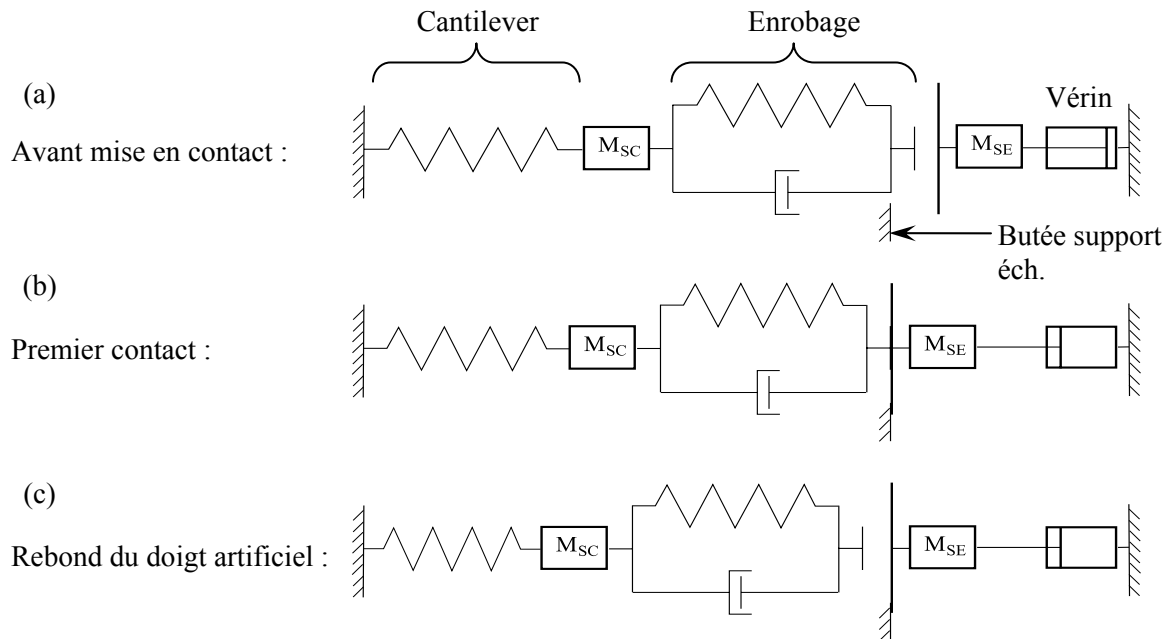 Cantilever
Enrobage
(a)
Vérin
Avant mise en contact :
M_SC
M_SE
Butée support
éch.
(b)
Premier contact :
M_SC
M_SE
(c)
Rebond du doigt artificiel :
M_SC
M_SE